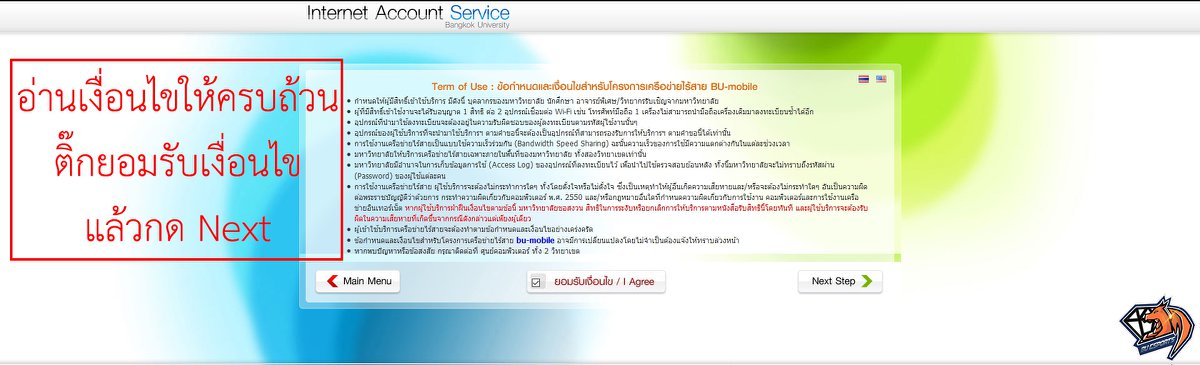 Internet Account Service
Bangkok University
อ่านเงื่อนไขให้ครบถ้วน
ติ๊กยอมรับเงื่อนไข
แล้วกด Next
Term of Use : ข้อกำหนดและเงื่อนไขสำหรับโครงการเครือข่ายไร้สาย BU-mobile
กำหนดให้ผู้มีสิทธิ์เข้าใช้บริการ มีดังนี้ บุคลากรของมหาวิทยาลัย นักศึกษา อาจารย์พิเศษ/วิทยากรรับเชิญจากมหาวิทยาลัย
ผู้ที่มีสิทธิ์เข้าใช้งานจะได้รับอนุญาต 1 สิทธิ์ ต่อ 2 อุปกรณ์เชื่อมต่อ Wi-Fi เช่น โทรศัพท์มือถือ 1 เครื่องไม่สามารถนำมือถือเครื่องเดิมมาลงทะเบียนซ้ำได้อีก
อุปกรณ์ที่นำมาใช้ลงทะเบียนจะต้องอยู่ในความรับผิดชอบของผู้ลงทะเบียนตามรหัสผู้ใช้งานนั้นๆ
อุปกรณ์ของผู้ใช้บริการที่จะนำมาใช้บริการฯ ตามคำขอนี้จะต้องเป็นอุปกรณ์ที่สามารถรองรับการให้บริการฯ ตามคำขอนี้ได้เท่านั้น
การใช้งานเครือข่ายไร้สายเป็นแบบใช้ความเร็วร่วมกัน (Bandwidth Speed Sharing) ฉะนั้นความเร็วของการใช้มีความแตกต่างกันในแต่ละช่วงเวลา
มหาวิทยาลัยให้บริการเครือข่ายไร้สายเฉพาะภายในพื้นที่ของมหาวิทยาลัย ทั้งสองวิทยาเขตเท่านั้น
มหาวิทยาลัยมีอำนาจในการเก็บข้อมูลการใช้ (Access Log) ของอุปกรณ์ที่ลงทะเบียนไว้ เพื่อนำไปใช้ตรวจสอบย้อนหลัง ทั้งนี้มหาวิทยาลัยจะไม่ทราบถึงรหัสผ่าน
(Password) ของผู้ใช้แต่ละคน
การใช้งานเครือข่ายไร้สาย ผู้ใช้บริการจะต้องไม่กระทำการใดๆ ทั้งโดยตั้งใจหรือไม่ตั้งใจ ซึ่งเป็นเหตุทำให้ผู้อื่นเกิดความเสียหายและ/หรือจะต้องไม่กระทำใดๆ อันเป็นความผิด
ต่อพระราชบัญญัติว่าด้วยการ กระทำความผิดเกี่ยวกับคอมพิวเตอร์ พ.ศ. 2550 และ/หรือกฎหมายอื่นใดที่กำหนดความผิดเกี่ยวกับการใช้งาน คอมพิวเตอร์และการใช้งานเครือ
ข่ายอินเทอร์เน็ต หากผู้ใช้บริการฝ่าฝืนเงื่อนไขตามข้อนี้ มหาวิทยาลัยขอสงวน สิทธิในการระงับหรือยกเลิกการให้บริการตามหนังสือรับสิทธินี้โดยทันที และผู้ใช้บริการจะต้องรับ
ผิดในความเสียหายที่เกิดขึ้นจากกรณีดังกล่าวแต่เพียงผู้เดียว
ผู้เข้าใช้บริการเครือข่ายไร้สายจะต้องทำตามข้อกำหนดและเงื่อนไขอย่างเคร่งครัด
ข้อกำหนดและเงื่อนไขสำหรับโครงการเครือข่ายไร้สาย bu-mobile อาจมีการเปลี่ยนแปลงโดยไม่จำเป็นต้องแจ้งให้ทราบล่วงหน้า
หากพบปัญหาหรือข้อสงสัย กรุณาติดต่อที่ ศูนย์คอมพิวเตอร์ ทั้ง 2 วิทยาเขต
Main Menu
ยอมรับเงื่อนไข / I Agree
Next Step
BU ESPORTS